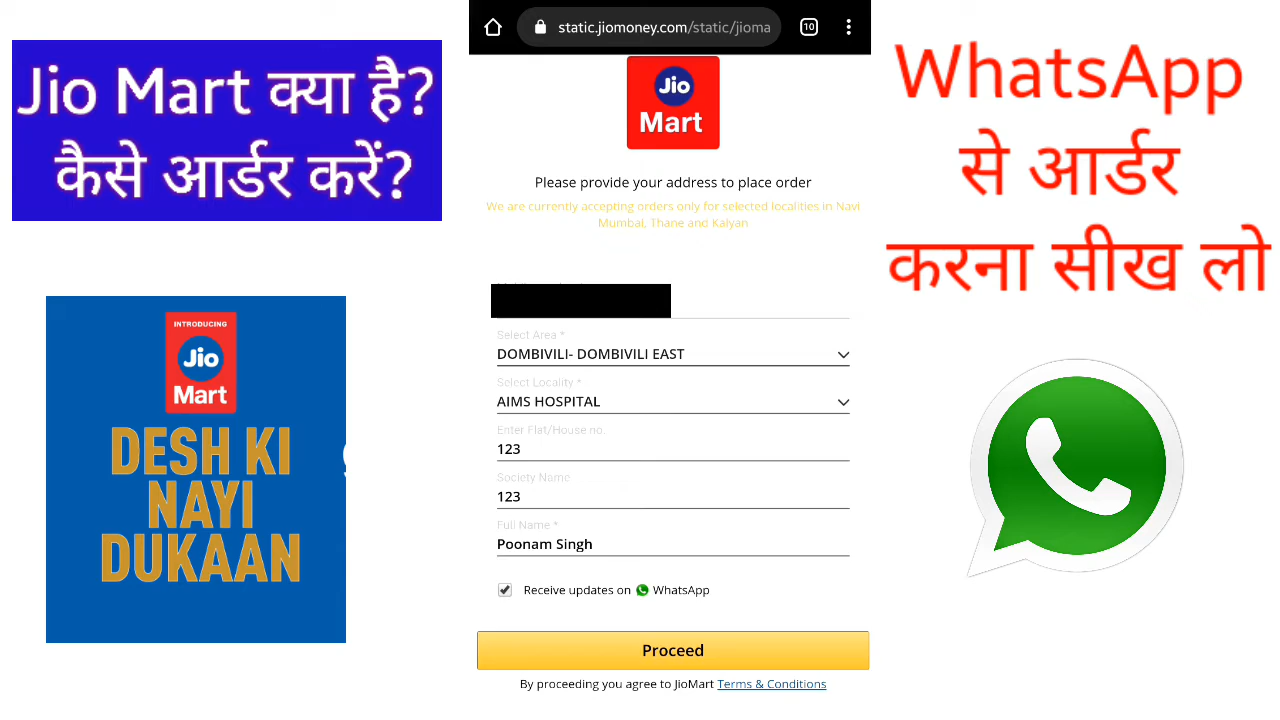 Jio Mart क्या है?
कैसे आर्डर करें?
INTRODUCING
Jio
Mart
DESH KI
NAYI
DUKAAN
static.jiomoney.com/static/jioma
10
Jio
Mart
Please provide your address to place order
We are currently accepting orders only for selected localities in Navi
Mumbai, Thane and Kalyan
Select Area *
DOMBIVILI- DOMBIVILI EAST
Select Locality *
AIMS HOSPITAL
Enter Flat/House no.
123
Society Name
123
Full Name *
Poonam Singh
Receive updates on WhatsApp
Proceed
By proceeding you agree to JioMart Terms & Conditions
WhatsApp
से आर्डर
करना सीख लो